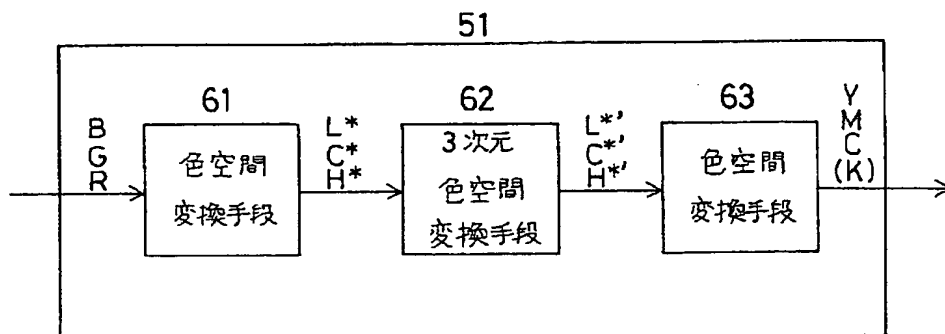 51
61
62
63
B
G
R
色空間
変換手段
L*
C*
H*
3次元
色空間
変換手段
L*'
C*'
H*'
色空間
変換手段
Y
M
C
(K)